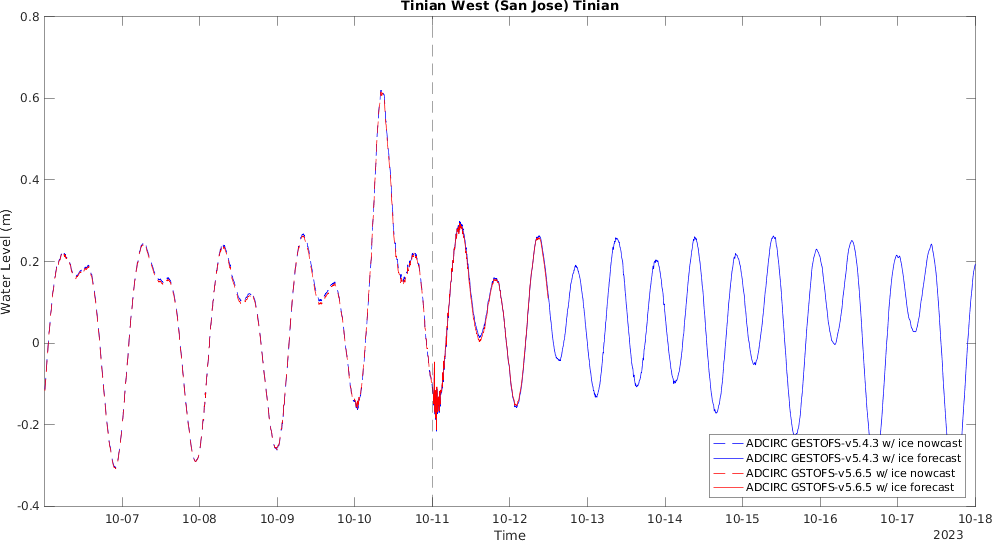 Tinian West (San Jose) Tinian
0.8
0.6
0.4
0.2
0
-0.2
-0.4
Water Level (m)
10-07
10-08
10-09
10-10
10-11
10-12
10-13
10-14
10-15
10-16
10-17
10-18
Time
2023
ADCIRC GESTOFS-v5.4.3 w/ ice nowcast
ADCIRC GESTOFS-v5.4.3 w/ ice forecast
ADCIRC GSTOFS-v5.6.5 w/ ice nowcast
ADCIRC GSTOFS-v5.6.5 w/ ice forecast